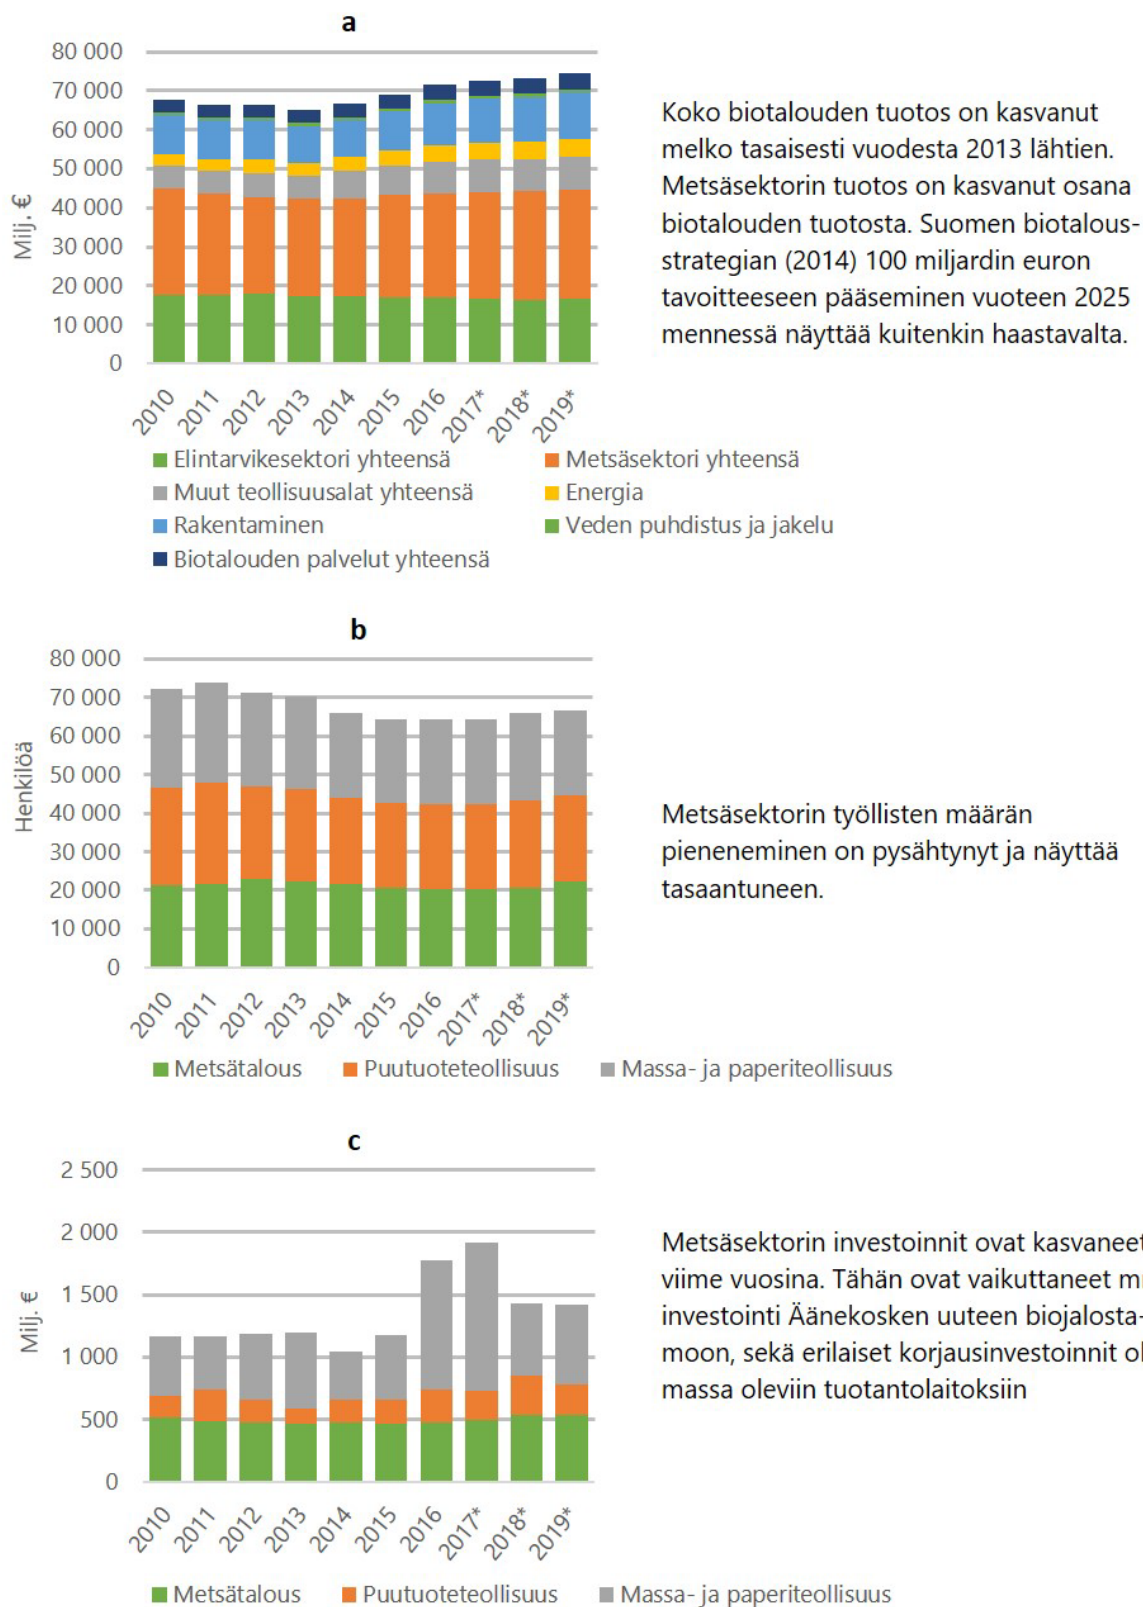 a
80 000
70 000
60 000
50 000
40 000
30 000
20 000
10 000
0
Milj. €
2010
2011
2012
2013
2014
2015
2016
2017*
2018*
2019*
Elintarvikesektori yhteensä
Metsäsektori yhteensä
Muut teollisuusalat yhteensä
Energia
Rakentaminen
Veden puhdistus ja jakelu
Biotalouden palvelut yhteensä
Koko biotalouden tuotos on kasvanut
melko tasaisesti vuodesta 2013 lähtien.
Metsäsektorin tuotos on kasvanut osana
biotalouden tuotosta. Suomen biotalous-
strategian (2014) 100 miljardin euron
tavoitteeseen pääseminen vuoteen 2025
mennessä näyttää kuitenkin haastavalta.
b
80 000
70 000
60 000
50 000
40 000
30 000
20 000
10 000
0
Henkilöä
2010
2011
2012
2013
2014
2015
2016
2017*
2018*
2019*
Metsätalous
Puutuoteteollisuus
Massa- ja paperiteollisuus
Metsäsektorin työllisten määrän
pieneneminen on pysähtynyt ja näyttää
tasaantuneen.
c
2 500
2 000
1 500
1 000
500
0
Milj. €
2010
2011
2012
2013
2014
2015
2016
2017*
2018*
2019*
Metsätalous
Puutuoteteollisuus
Massa- ja paperiteollisuus
Metsäsektorin investoinnit ovat kasvaneet
viime vuosina. Tähän ovat vaikuttaneet
investointi Äänekosken uuteen biojalosta-
moon, sekä erilaiset korjausinvestoinnit
massa oleviin tuotantolaitoksiin